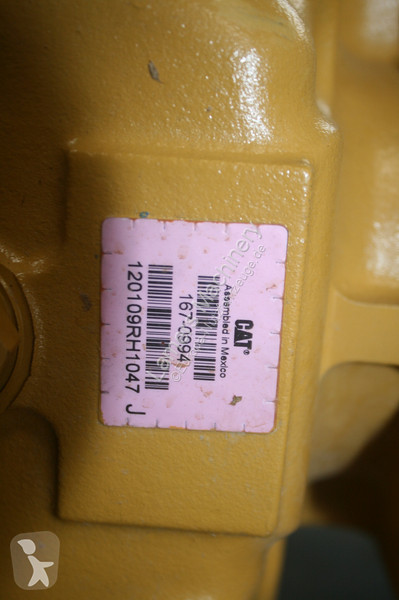 CAT®
Assembled in Mexico
167-0994
120109RH1047 J